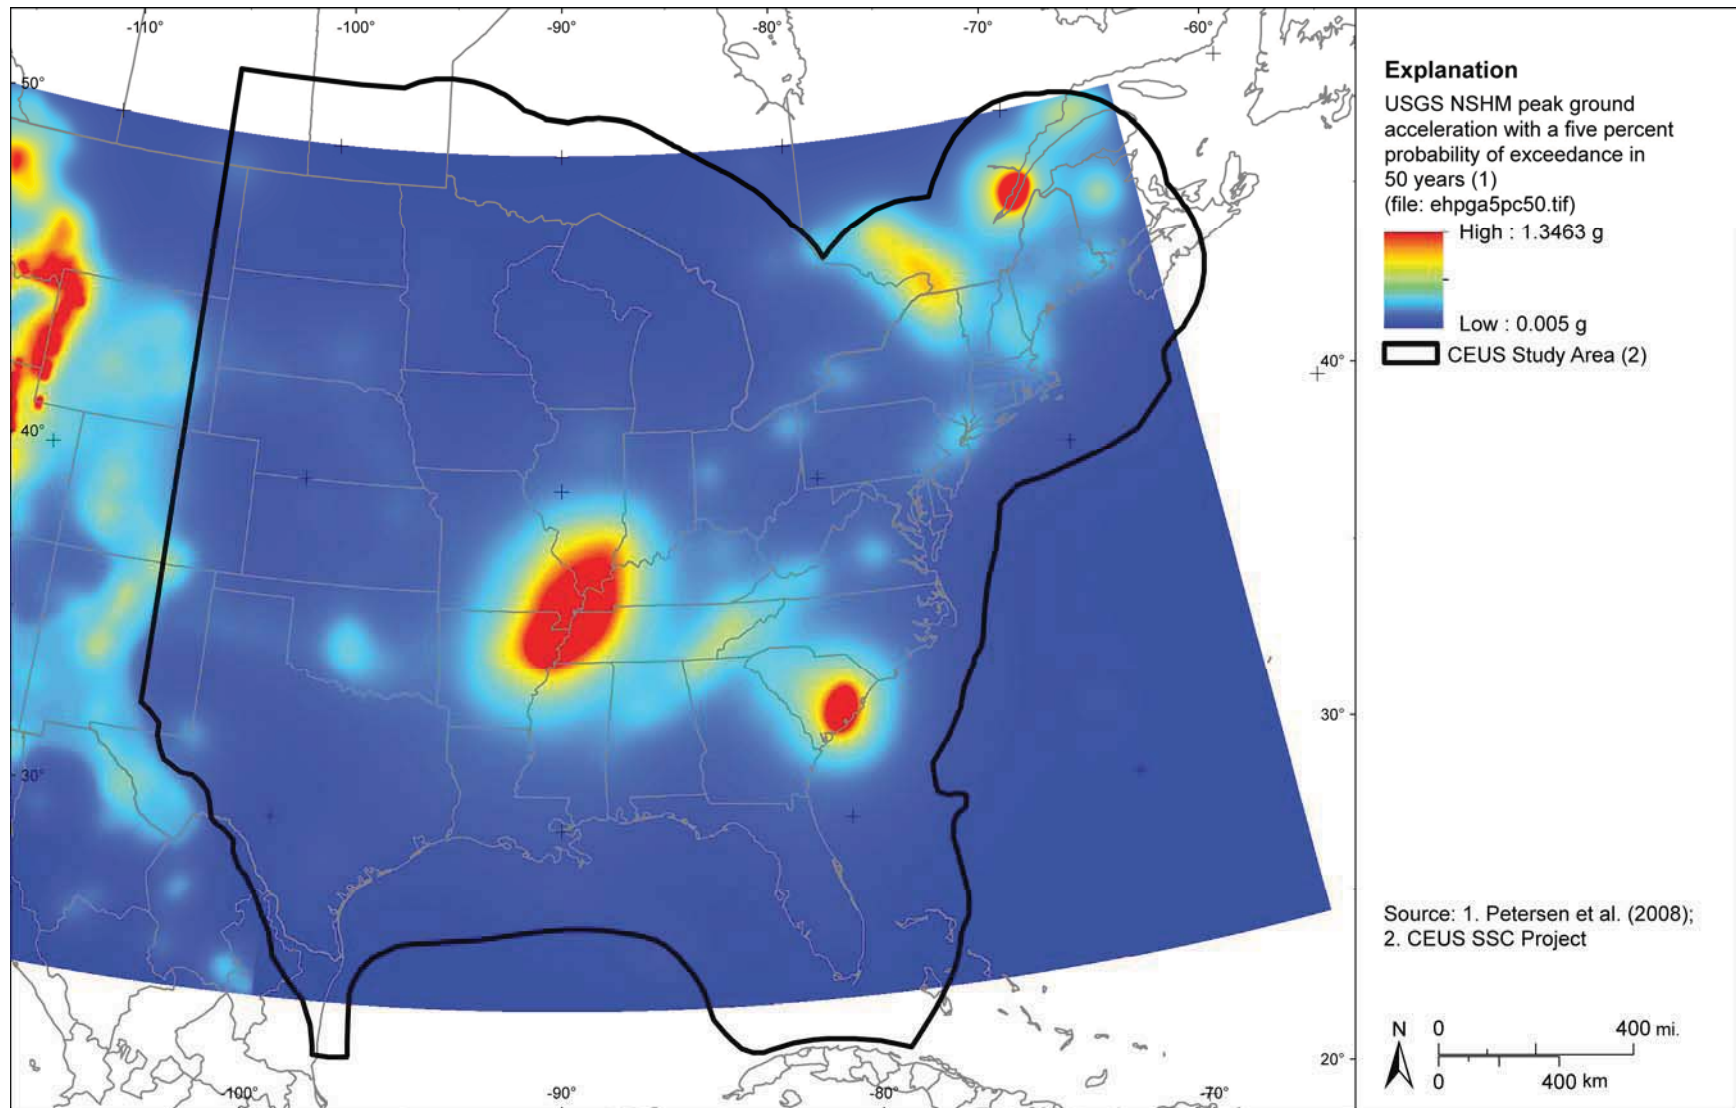 -110° -100° -90° -80° -70° -60°
50°
40°
40°
30°
30°
20°
-100° -90° -80° -70°
Explanation
USGS NSHM peak ground
acceleration with a five percent
probability of exceedance in
50 years (1)
(file: ehpga5pc50.tif)
High : 1.3463 g
Low : 0.005 g
CEUS Study Area (2)
Source: 1. Petersen et al. (2008);
2. CEUS SSC Project
N 0 400 mi.
0 400 km